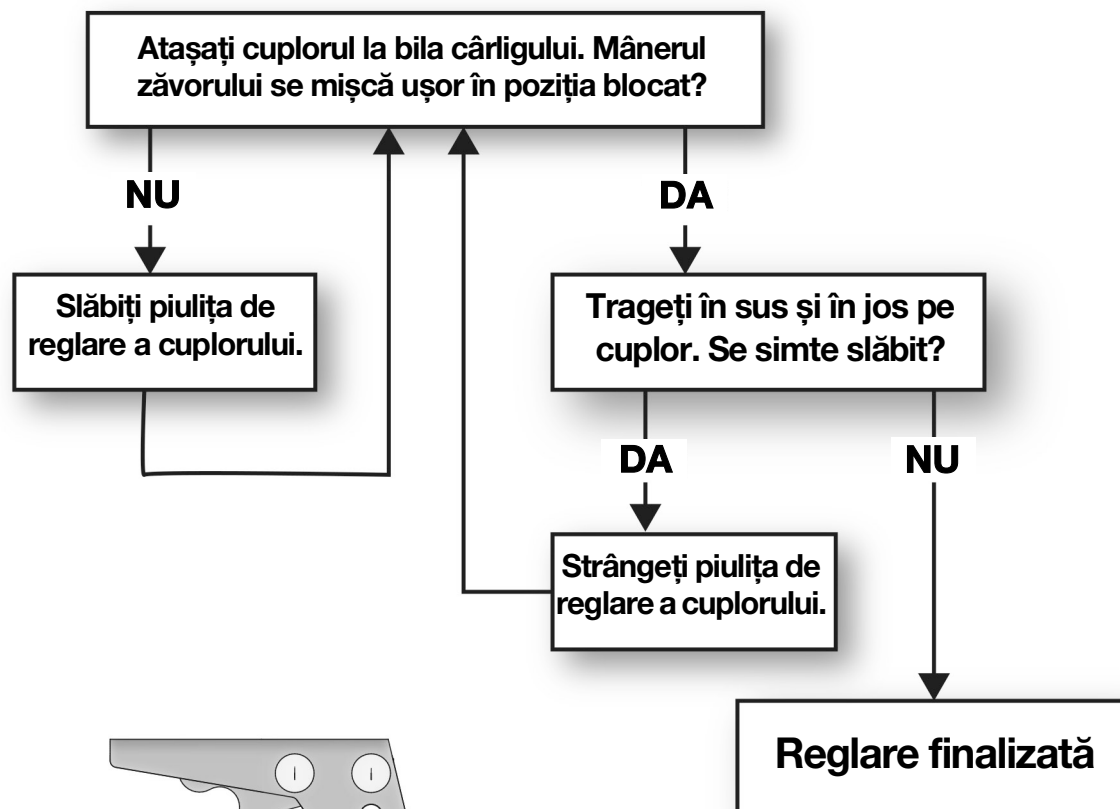 Atașați cuplorul la bila cârligului. Mânerul
zăvorului se mișcă ușor în poziția blocat?
NU
DA
Slăbiți piulița de
reglare a cuplorului.
Trageți în sus și în jos pe
cuplor. Se simte slăbit?
DA
NU
Strângeți piulița de
reglare a cuplorului.
Reglare finalizată